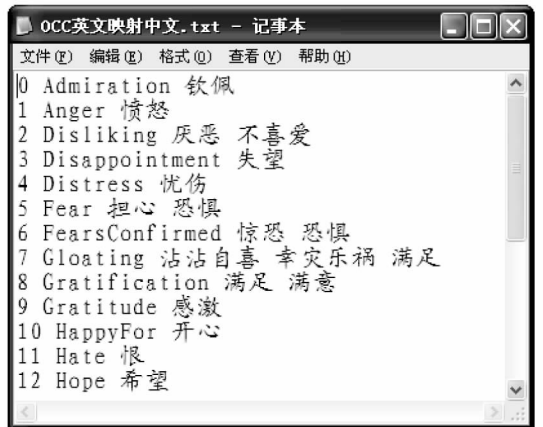 OCC英文映射中文.txt - 记事本
文件(F) 编辑(E) 格式(O) 查看(V) 帮助(H)
0 Admiration 钦佩
1 Anger 愤怒
2 Disliking 厌恶 不喜爱
3 Disappointment 失望
4 Distress 忧伤
5 Fear 担心 恐惧
6 FearsConfirmed 惊恐 恐惧
7 Gloating 沾沾自喜 幸灾乐祸 满足
8 Gratification 满足 满意
9 Gratitude 感激
10 HappyFor 开心
11 Hate 恨
12 Hope 希望